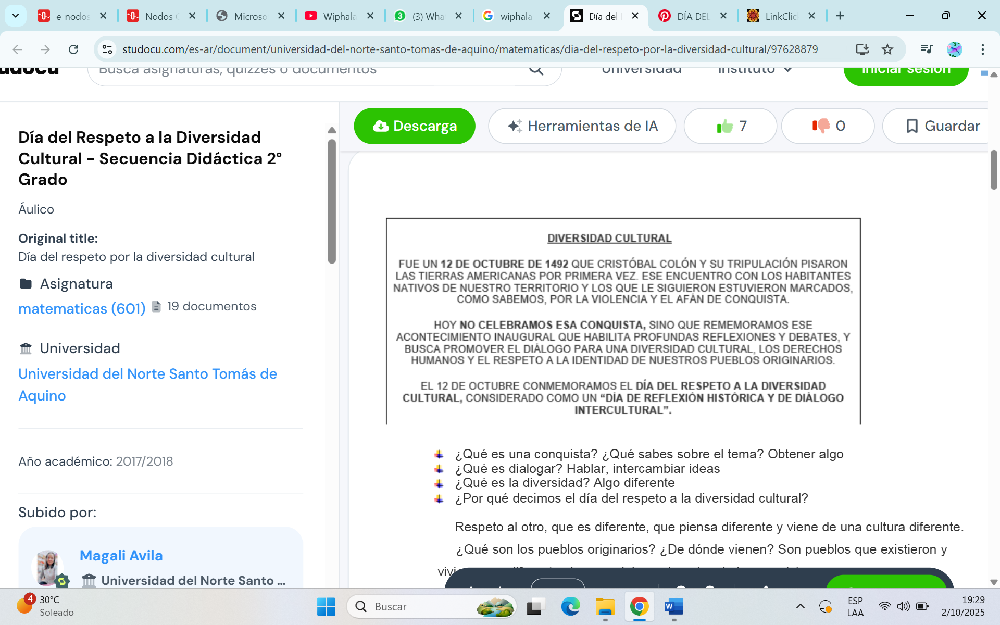 e-nodos
Nodos
Microso
Wiphala
(3) Wha
wiphala
Día del
DÍA DEL
LinkClic
studocu.com/es-ar/document/universidad-del-norte-santo-tomas-de-aquino/matematicas/dia-del-respeto-por-la-diversidad-cultural/97628879
Busca asignaturas, quizzes o documentos
Universidad
Instituto
Iniciar sesión
Descarga
Herramientas de IA
7
0
Guardar
Día del Respeto a la Diversidad
Cultural - Secuencia Didáctica 2°
Grado
Áulico
Original title:
Día del respeto por la diversidad cultural
Asignatura
matematicas (601)
19 documentos
Universidad
Universidad del Norte Santo Tomás de
Aquino
Año académico: 2017/2018
Subido por:
Magali Avila
Universidad del Norte Santo ...
DIVERSIDAD CULTURAL
FUE UN 12 DE OCTUBRE DE 1492 QUE CRISTÓBAL COLÓN Y SU TRIPULACIÓN PISARON
LAS TIERRAS AMERICANAS POR PRIMERA VEZ. ESE ENCUENTRO CON LOS HABITANTES
NATIVOS DE NUESTRO TERRITORIO Y LOS QUE LE SIGUIERON ESTUVIERON MARCADOS,
COMO SABEMOS, POR LA VIOLENCIA Y EL AFÁN DE CONQUISTA.
HOY NO CELEBRAMOS ESA CONQUISTA, SINO QUE REMEMORAMOS ESE
ACONTECIMIENTO INAUGURAL QUE HABILITA PROFUNDAS REFLEXIONES Y DEBATES, Y
BUSCA PROMOVER EL DIÁLOGO PARA UNA DIVERSIDAD CULTURAL, LOS DERECHOS
HUMANOS Y EL RESPETO A LA IDENTIDAD DE NUESTROS PUEBLOS ORIGINARIOS.
EL 12 DE OCTUBRE CONMEMORAMOS EL DÍA DEL RESPETO A LA DIVERSIDAD
CULTURAL, CONSIDERADO COMO UN “DÍA DE REFLEXIÓN HISTÓRICA Y DE DIÁLOGO
INTERCULTURAL”.
¿Qué es una conquista? ¿Qué sabes sobre el tema? Obtener algo
¿Qué es dialogar? Hablar, intercambiar ideas
¿Qué es la diversidad? Algo diferente
¿Por qué decimos el día del respeto a la diversidad cultural?
Respeto al otro, que es diferente, que piensa diferente y viene de una cultura diferente.
¿Qué son los pueblos originarios? ¿De dónde vienen? Son pueblos que existieron y
4
30°C
Soleado
Buscar
ESP
LAA
19:29
2/10/2025